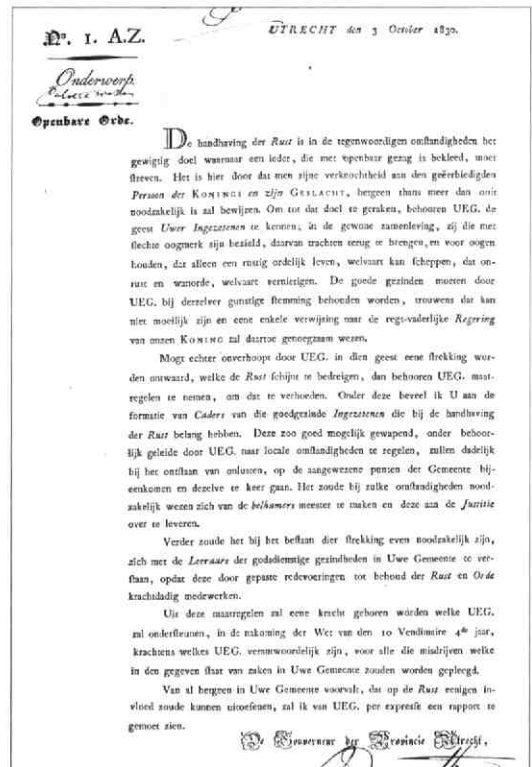 UTRECHT den 3 October 1830.
No. 1. A.Z.
Onderwerp.
Openbare Orde.
De handhaving der Rust is in de tegenwoordigen omstandigheden het
gewigtig doel waarnaar een ieder, die met openbaar gezag is bekleed, moet
streven. Het is hier door dat men zijne verknochtheid aan den geëerbiedigden
Persoon der KONINGS en zijn GESLACHT, hetgeen thans meer dan ooit
noodzakelijk is zal bewijzen. Om tot dat doel te geraken, behooren UEG. de
geest Uwer Ingezetenen te kennen; in de gewone zamenleving, zij die met
slechte oogmerk zijn bezield, daarvan trachten terug te brengen, en voor oogen
houden, dat alleen een rustig ordelijk leven, welvaart kan scheppen, dat on-
rust en wanorde, welvaart vernietigen. De goede gezinden moeten door
UEG. bij derzelver gunstige stemming behouden worden, trouwens dat kan
niet moeilijk zijn en eene enkele verwijzing naar de regt-vaderlijke Regering
van onzen KONING zal daartoe genoegzaam wezen.
Mogt echter onverhoopt door UEG. in dien geest eene strekking wor-
den ontwaard, welke de Rust schijnt te bedreigen, dan behooren UEG. maat-
regelen te nemen, om dat te verhoeden. Onder deze beveel ik U aan de
formatie van Caders van die goedgezinde Ingezetenen die bij de handhaving
der Rust belang hebben. Deze zoo goed mogelijk gewapend, onder behoor-
lijk geleide door UEG. naar locale omstandigheden te regelen, zullen dadelijk
bij het ontstaan van onlusten, op de aangewezene punten der Gemeente bij-
eenkomen en dezelve te keer gaan. Het zoude bij zulke omstandigheden nood-
zakelijk wezen zich van de belhamers meester te maken en deze aan de Justitie
over te leveren.
Verder zoude het bij het bestaan dier strekking even noodzakelijk zijn,
zich met de Leeraars der godsdienstige gezindheden in Uwe Gemeente te ver-
staan, opdat deze door gepaste redevoeringen tot behoud der Rust en Orde
krachtdadig medewerken.
Uit deze maatregelen zal eene kracht geboren worden welke UEG.
zal ondersteunen, in de nakoming der Wet van den 10 Vendimaire 4de jaar,
krachtens welkes UEG. verantwoordelijk zijn, voor alle die misdrijven welke
in den gegeven staat van zaken in Uwe Gemeente zouden worden gepleegd.
Van al hetgeen in Uwe Gemeente voorvalt, dat op de Rust eenigen in-
vloed zoude kunnen uitoefenen, zal ik van UEG. per expresse een rapport te
gemoet zien.
De Gouverneur der Provincie Utrecht,